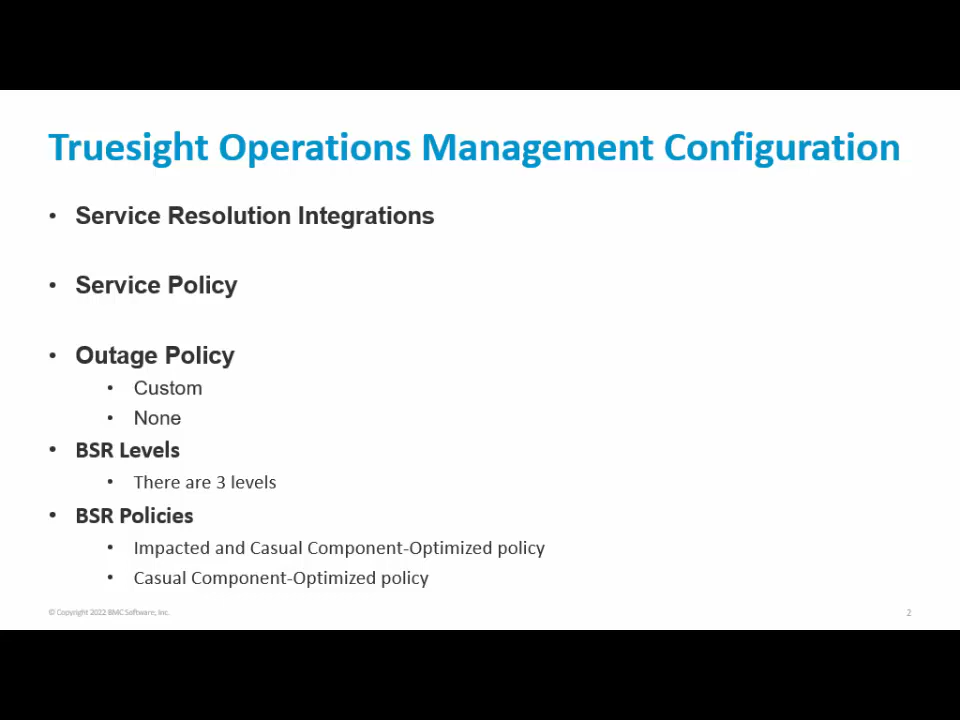 Truesight Operations Management Configuration
• Service Resolution Integrations
• Service Policy
• Outage Policy
• Custom
• None
• BSR Levels
• There are 3 levels
• BSR Policies
• Impacted and Casual Component-Optimized policy
• Casual Component-Optimized policy
© Copyright 2022 BMC Software, Inc.
2